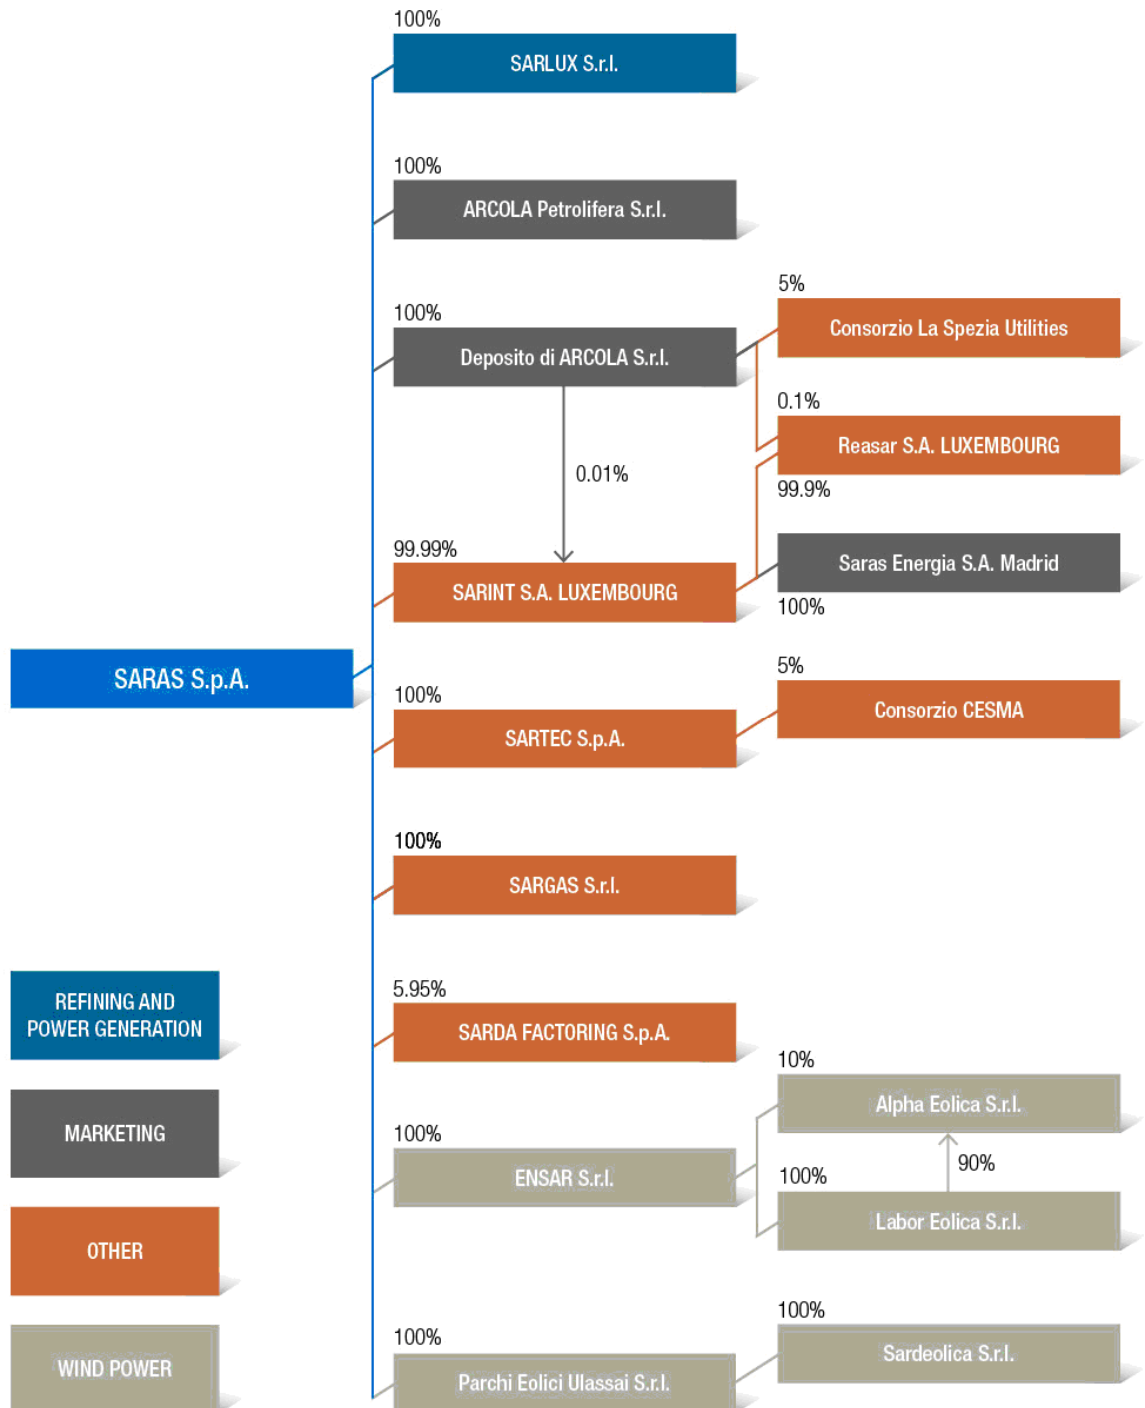 100%
SARLUX S.r.l.
100%
ARCOLA Petrolifera S.r.l.
100%
Deposito di ARCOLA S.r.l.
5%
Consorzio La Spezia Utilities
0.1%
Reasar S.A. LUXEMBOURG
99.9%
0.01%
99.99%
SARINT S.A. LUXEMBOURG
Saras Energia S.A. Madrid
100%
SARAS S.p.A.
100%
SARTEC S.p.A.
5%
Consorzio CESMA
100%
SARGAS S.r.l.
5.95%
SARDA FACTORING S.p.A.
100%
ENSAR S.r.l.
10%
Alpha Eolica S.r.l.
90%
100%
Labor Eolica S.r.l.
100%
Parchi Eolici Ulassai S.r.l.
100%
Sardeolica S.r.l.
REFINING AND
POWER GENERATION
MARKETING
OTHER
WIND POWER